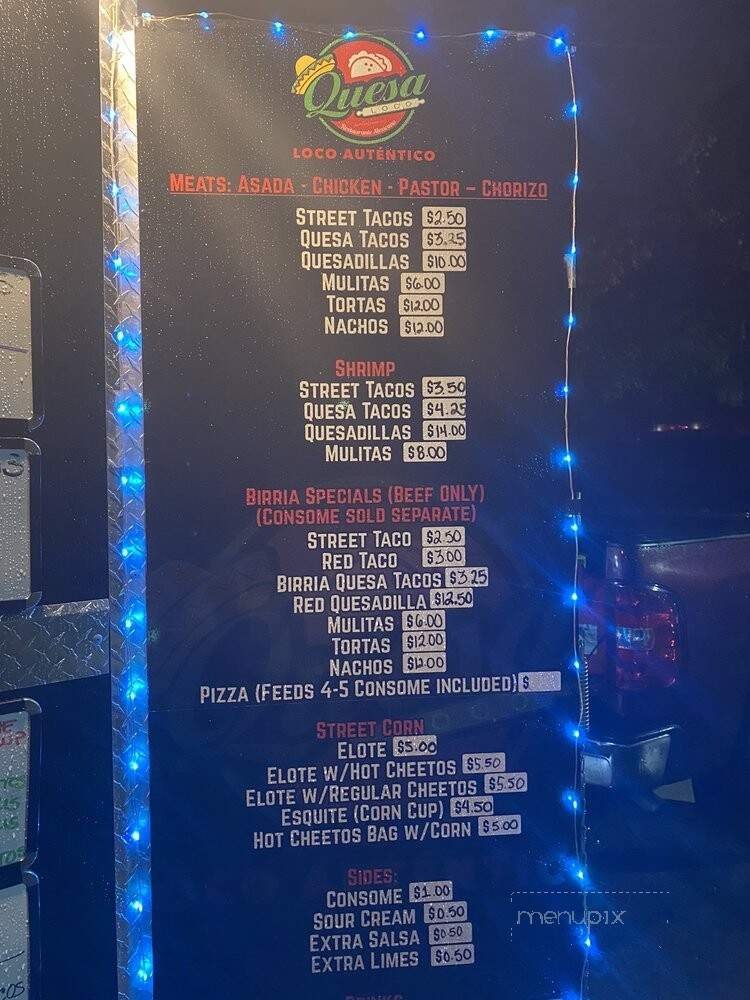 Quesa
LOCO
Restaurante Mexicano
LOCO AUTÉNTICO
MEATS: ASADA - CHICKEN - PASTOR – CHORIZO
STREET TACOS $2.50
QUESA TACOS $3.25
QUESADILLAS $10.00
MULITAS $6.00
TORTAS $12.00
NACHOS $12.00
SHRIMP
STREET TACOS $3.50
QUESA TACOS $4.25
QUESADILLAS $14.00
MULITAS $8.00
BIRRIA SPECIALS (BEEF ONLY)
(CONSOME SOLD SEPARATE)
STREET TACO $2.50
RED TACO $3.00
BIRRIA QUESA TACOS $3.25
RED QUESADILLA $12.50
MULITAS $6.00
TORTAS $12.00
NACHOS $12.00
PIZZA (FEEDS 4-5 CONSOME INCLUDED) $
STREET CORN
ELOTE $5.00
ELOTE W/HOT CHEETOS $5.50
ELOTE W/REGULAR CHEETOS $5.50
ESQUITE (CORN CUP) $4.50
HOT CHEETOS BAG W/CORN $5.00
SIDES:
CONSOME $1.00
SOUR CREAM $0.50
EXTRA SALSA $0.50
EXTRA LIMES $0.50
DRINKS
menupix